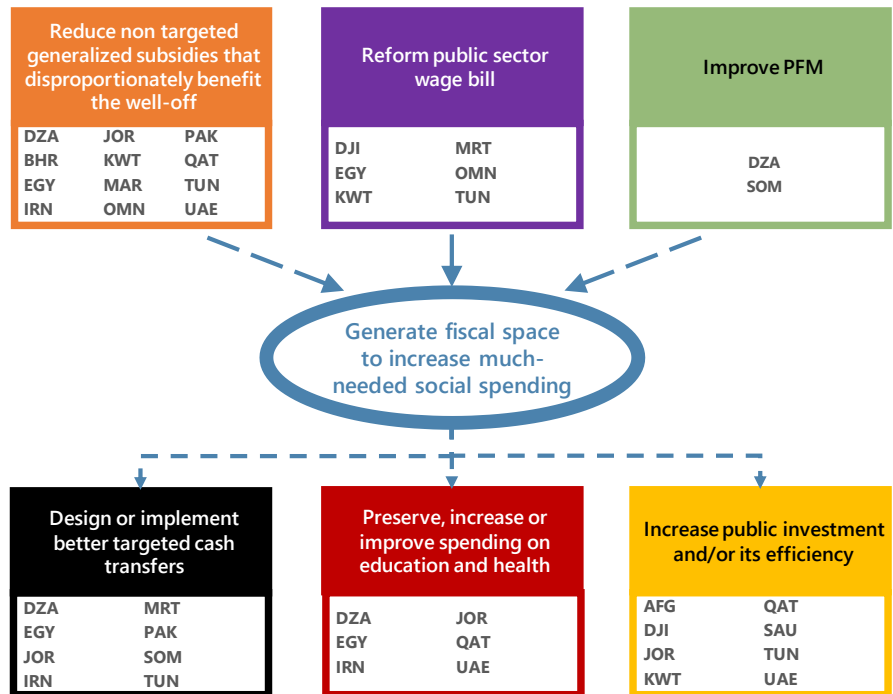 Reduce non targeted
generalized subsidies that
disproportionately benefit
the well-off
DZA JOR PAK
BHR KWT QAT
EGY MAR TUN
IRN OMN UAE
Reform public sector
wage bill
DJI MRT
EGY OMN
KWT TUN
Improve PFM
DZA
SOM
Generate fiscal space
to increase much-
needed social spending
Design or implement
better targeted cash
transfers
DZA MRT
EGY PAK
JOR SOM
IRN TUN
Preserve, increase or
improve spending on
education and health
DZA JOR
EGY QAT
IRN UAE
Increase public investment
and/or its efficiency
AFG QAT
DJI SAU
JOR TUN
KWT UAE